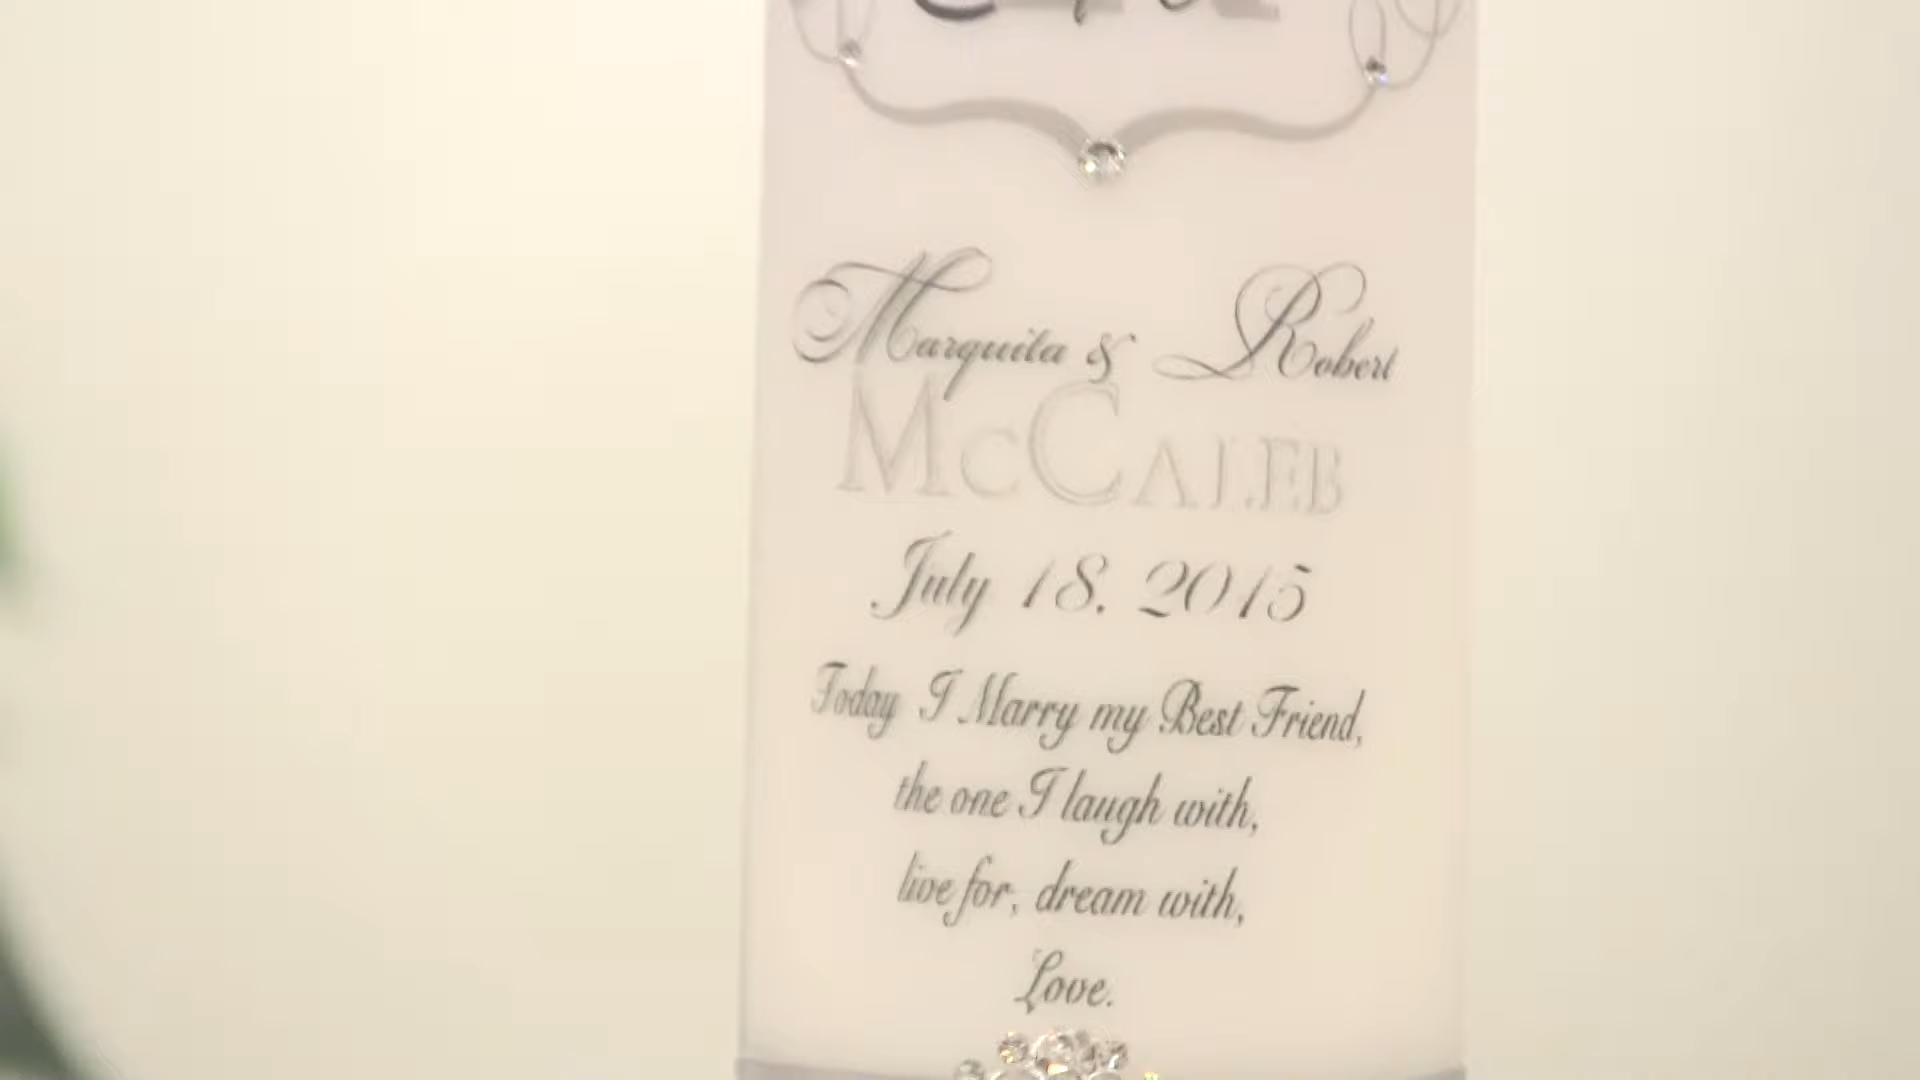 Marquita & Robert
McCALEB
July 18, 2015
Today I Marry my Best Friend,
the one I laugh with,
live for, dream with,
Love.